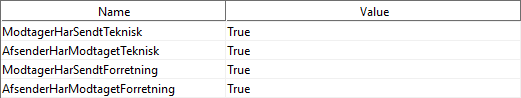 Name Value
ModtagerHarSendtTeknisk True
AfsenderHarModtagetTeknisk True
ModtagerHarSendtForretning True
AfsenderHarModtagetForretning True